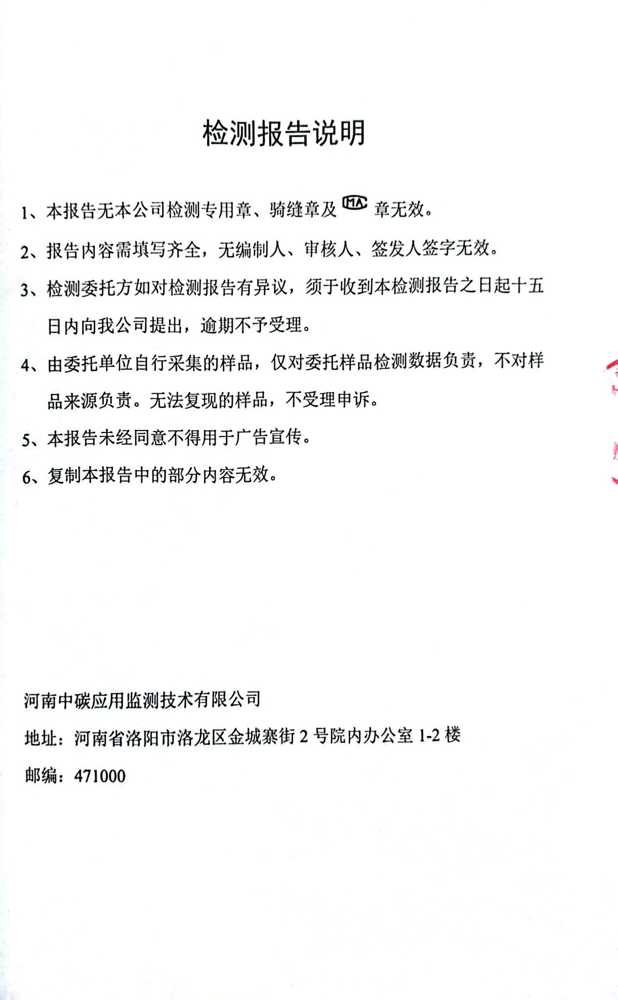 检测报告说明
1、本报告无本公司检测专用章、骑缝章及 MA 章无效。
2、报告内容需填写齐全，无编制人、审核人、签发人签字无效。
3、检测委托方如对检测报告有异议，须于收到本检测报告之日起十五
日内向我公司提出，逾期不予受理。
4、由委托单位自行采集的样品，仅对委托样品检测数据负责，不对样
品来源负责。无法复现的样品，不受理申诉。
5、本报告未经同意不得用于广告宣传。
6、复制本报告中的部分内容无效。
河南中碳应用监测技术有限公司
地址：河南省洛阳市洛龙区金城寨街 2 号院内办公室 1-2 楼
邮编：471000